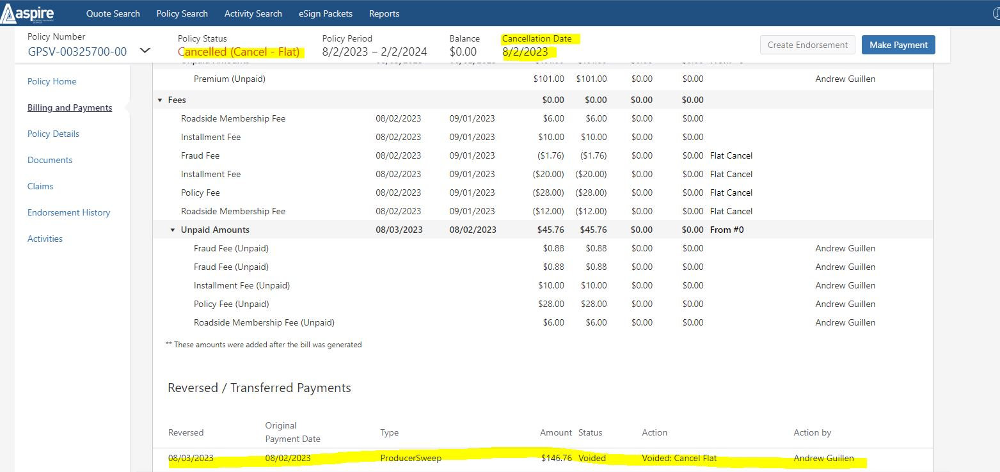 aspire
Quote Search Policy Search Activity Search eSign Packets Reports
Policy Number Policy Status Policy Period Balance Cancellation Date
GPSV-00325700-00 Cancelled (Cancel - Flat) 8/2/2023 – 2/2/2024 $0.00 8/2/2023 Create Endorsement Make Payment
Policy Home
Billing and Payments
Policy Details
Documents
Claims
Endorsement History
Activities
Premium (Unpaid) $101.00 $101.00 $0.00 $0.00 Andrew Guillen
Fees $0.00 $0.00 $0.00 $0.00
Roadside Membership Fee 08/02/2023 09/01/2023 $6.00 $6.00 $0.00 $0.00
Installment Fee 08/02/2023 09/01/2023 $10.00 $10.00 $0.00 $0.00
Fraud Fee 08/02/2023 09/01/2023 ($1.76) ($1.76) $0.00 $0.00 Flat Cancel
Installment Fee 08/02/2023 09/01/2023 ($20.00) ($20.00) $0.00 $0.00 Flat Cancel
Policy Fee 08/02/2023 09/01/2023 ($28.00) ($28.00) $0.00 $0.00 Flat Cancel
Roadside Membership Fee 08/02/2023 09/01/2023 ($12.00) ($12.00) $0.00 $0.00 Flat Cancel
Unpaid Amounts 08/03/2023 08/02/2023 $45.76 $45.76 $0.00 $0.00 From #0
Fraud Fee (Unpaid) $0.88 $0.88 $0.00 $0.00 Andrew Guillen
Fraud Fee (Unpaid) $0.88 $0.88 $0.00 $0.00 Andrew Guillen
Installment Fee (Unpaid) $10.00 $10.00 $0.00 $0.00 Andrew Guillen
Policy Fee (Unpaid) $28.00 $28.00 $0.00 $0.00 Andrew Guillen
Roadside Membership Fee (Unpaid) $6.00 $6.00 $0.00 $0.00 Andrew Guillen
** These amounts were added after the bill was generated
Reversed / Transferred Payments
Reversed Original Payment Date Type Amount Status Action Action by
08/03/2023 08/02/2023 ProducerSweep $146.76 Voided Voided: Cancel Flat Andrew Guillen